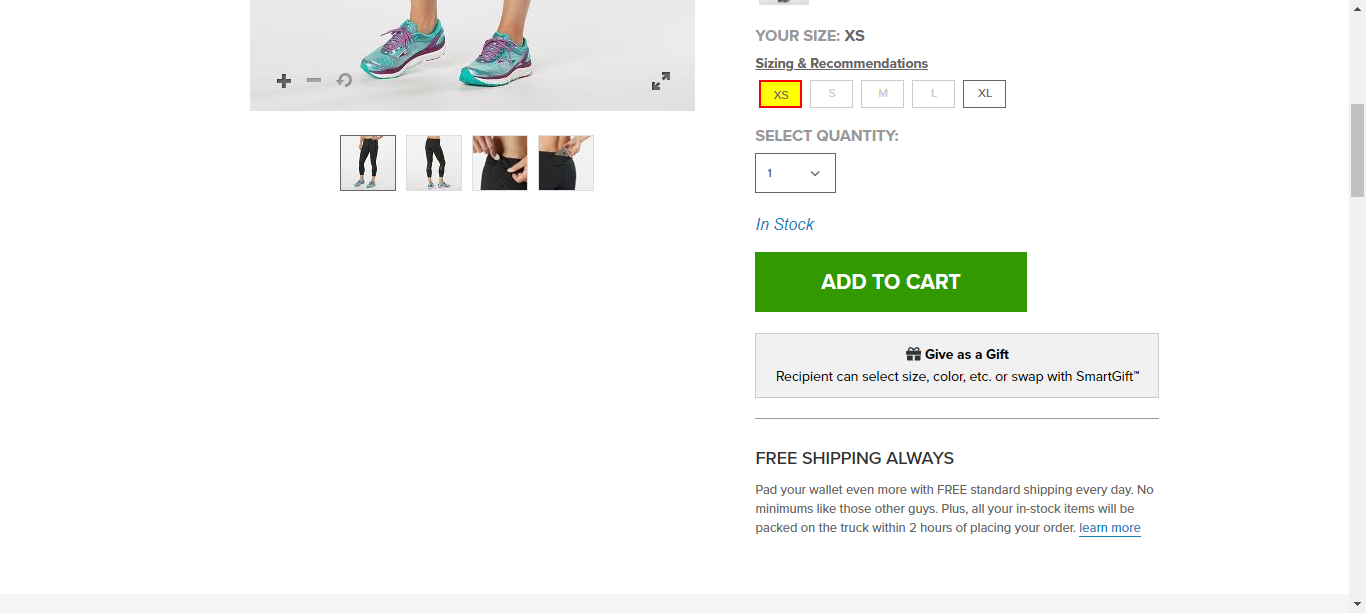 YOUR SIZE: XS
Sizing & Recommendations
XS S M L XL
SELECT QUANTITY:
1
In Stock
ADD TO CART
Give as a Gift
Recipient can select size, color, etc. or swap with SmartGift™
FREE SHIPPING ALWAYS
Pad your wallet even more with FREE standard shipping every day. No
minimums like those other guys. Plus, all your in-stock items will be
packed on the truck within 2 hours of placing your order. learn more